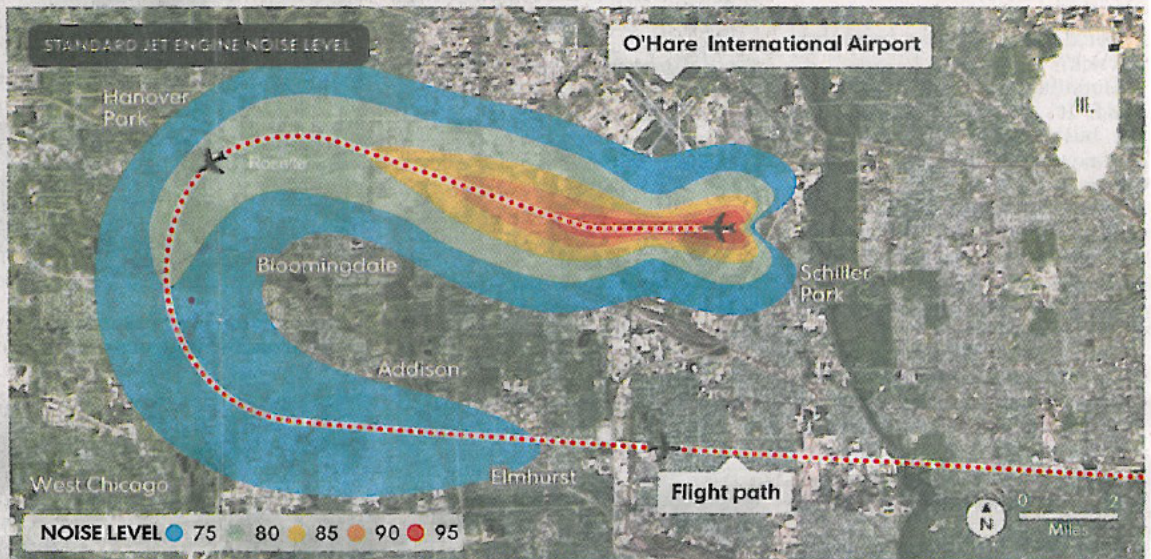 STANDARD JET ENGINE NOISE LEVEL
O'Hare International Airport
Ill.
Hanover
Park
Route
Bloomingdale
Schiller
Park
Addison
Elmhurst
West Chicago
Flight path
N
0 2
Miles
NOISE LEVEL 75 80 85 90 95